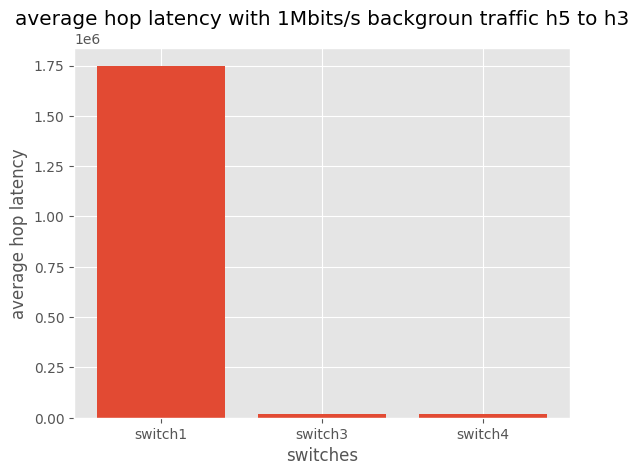 average hop latency with 1Mbits/s backgroun traffic h5 to h3
1e6
1.75
1.50
1.25
1.00
0.75
0.50
0.25
0.00
average hop latency
switch1 switch3 switch4
switches